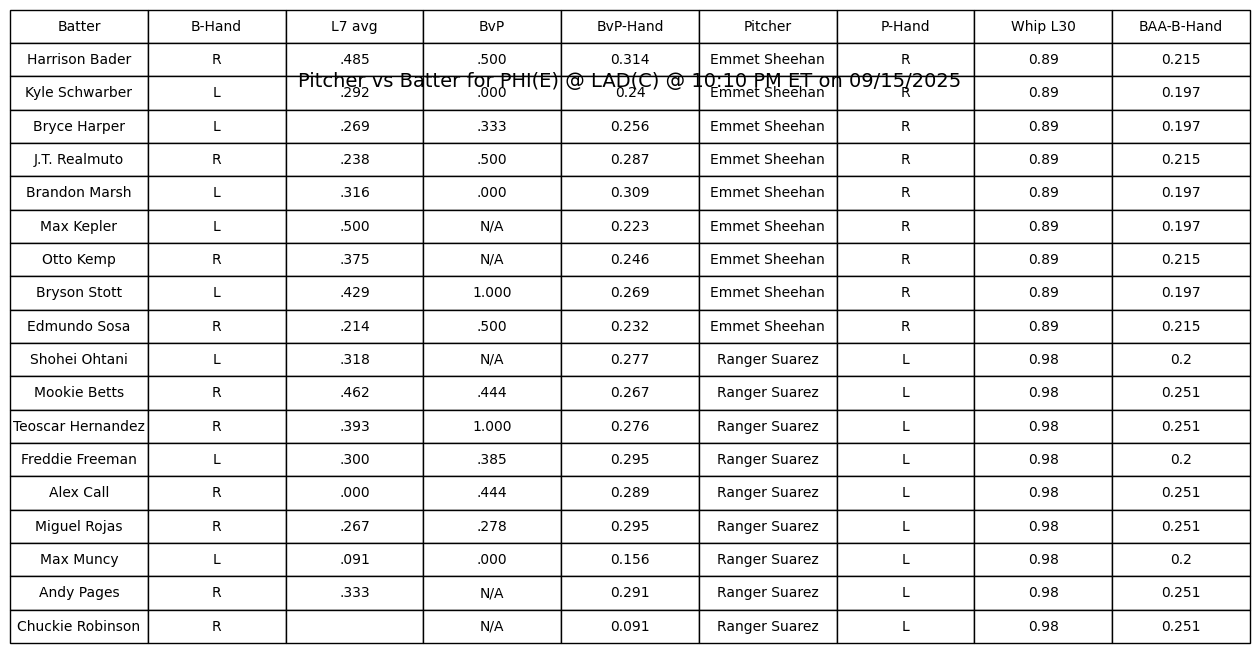 Batter B-Hand L7 avg BvP BvP-Hand Pitcher P-Hand Whip L30 BAA-B-Hand
Harrison Bader R .485 .500 0.314 Emmet Sheehan R 0.89 0.215
Pitcher vs Batter for PHI(E) @ LAD(C) @ 10:10 PM ET on 09/15/2025
Kyle Schwarber L .292 .000 0.24 Emmet Sheehan R 0.89 0.197
Bryce Harper L .269 .333 0.256 Emmet Sheehan R 0.89 0.197
J.T. Realmuto R .238 .500 0.287 Emmet Sheehan R 0.89 0.215
Brandon Marsh L .316 .000 0.309 Emmet Sheehan R 0.89 0.197
Max Kepler L .500 N/A 0.223 Emmet Sheehan R 0.89 0.197
Otto Kemp R .375 N/A 0.246 Emmet Sheehan R 0.89 0.215
Bryson Stott L .429 1.000 0.269 Emmet Sheehan R 0.89 0.197
Edmundo Sosa R .214 .500 0.232 Emmet Sheehan R 0.89 0.215
Shohei Ohtani L .318 N/A 0.277 Ranger Suarez L 0.98 0.2
Mookie Betts R .462 .444 0.267 Ranger Suarez L 0.98 0.251
Teoscar Hernandez R .393 1.000 0.276 Ranger Suarez L 0.98 0.251
Freddie Freeman L .300 .385 0.295 Ranger Suarez L 0.98 0.2
Alex Call R .000 .444 0.289 Ranger Suarez L 0.98 0.251
Miguel Rojas R .267 .278 0.295 Ranger Suarez L 0.98 0.251
Max Muncy L .091 .000 0.156 Ranger Suarez L 0.98 0.2
Andy Pages R .333 N/A 0.291 Ranger Suarez L 0.98 0.251
Chuckie Robinson R N/A 0.091 Ranger Suarez L 0.98 0.251